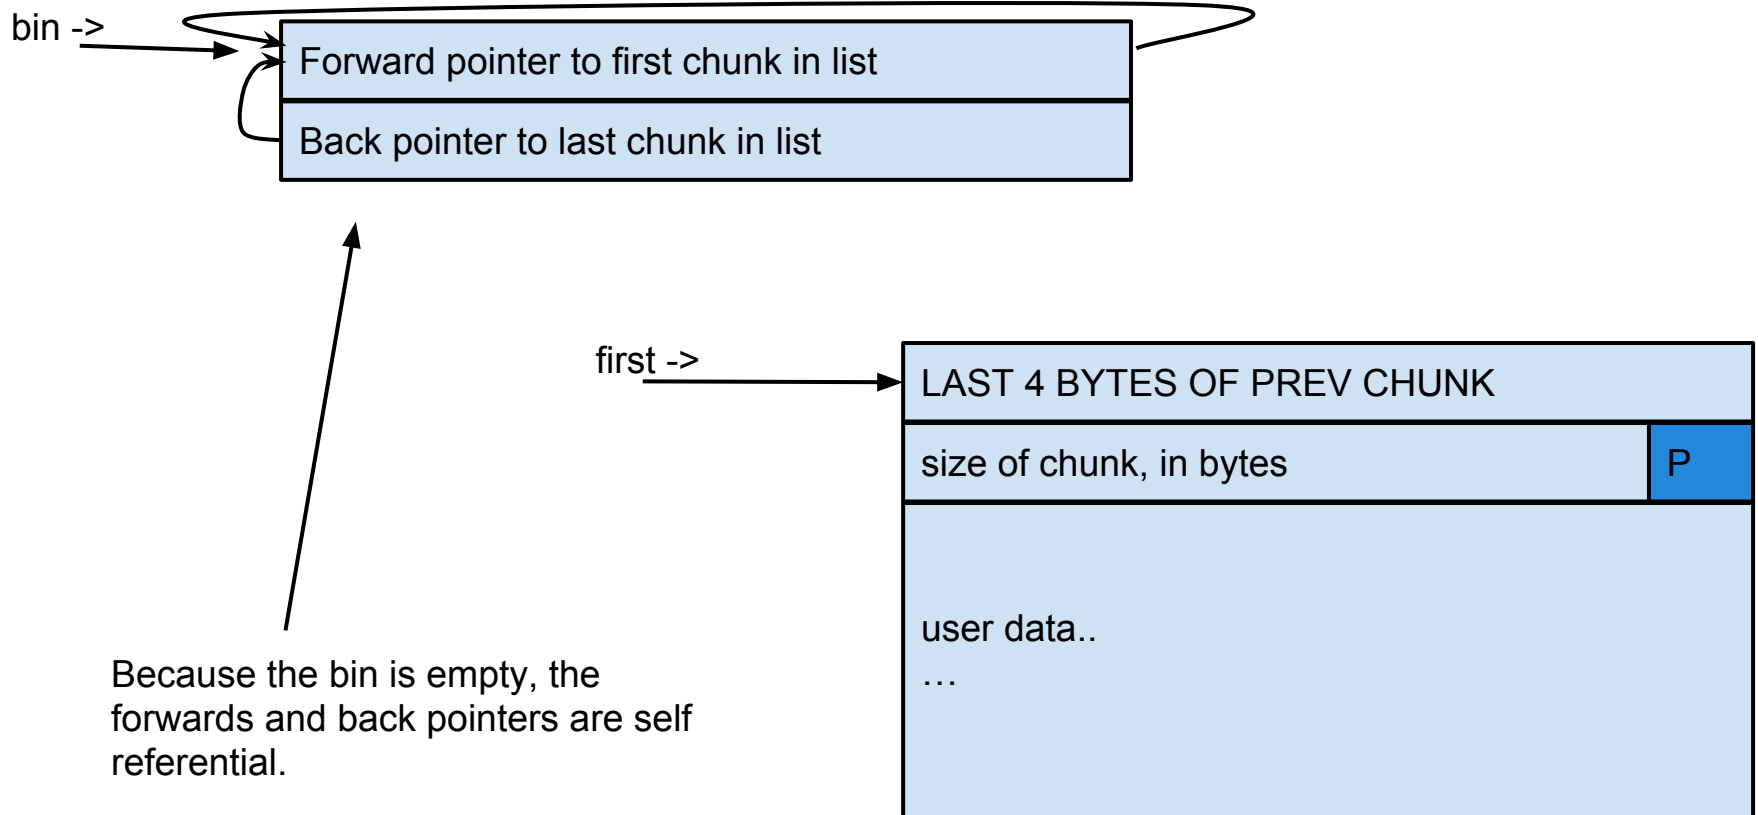 bin ->
Forward pointer to first chunk in list
Back pointer to last chunk in list
first ->
LAST 4 BYTES OF PREV CHUNK
size of chunk, in bytes
P
user data..
…
Because the bin is empty, the
forwards and back pointers are self
referential.